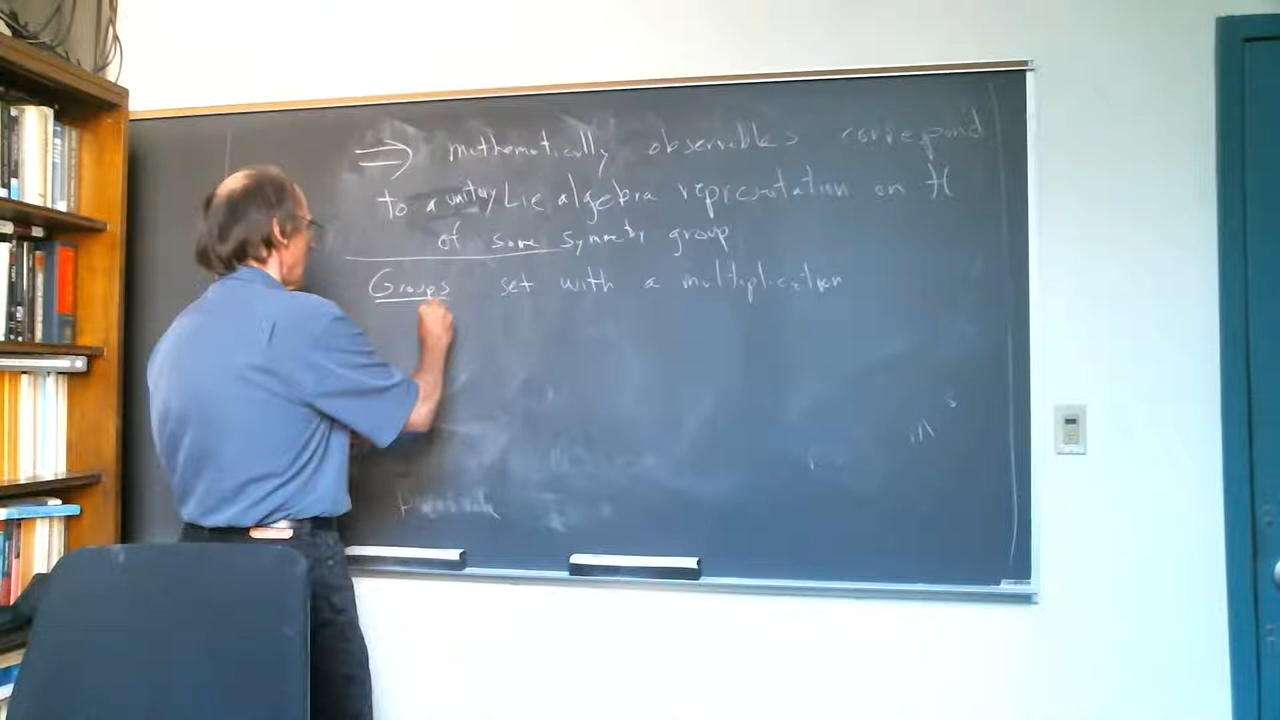 ⇒ mathematically observables correspond
to a unitary Lie algebra representation on H
of some symmetry group
Groups set with a multiplication